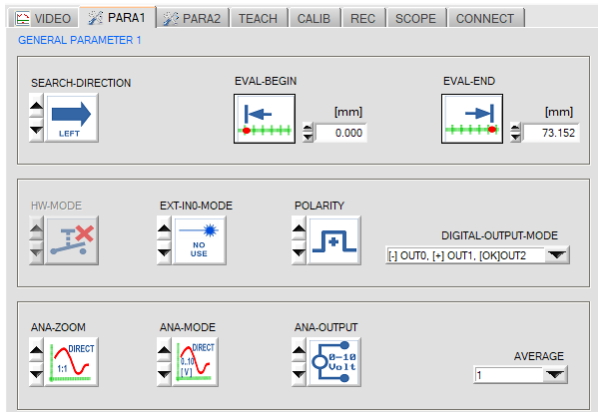 VIDEO PARA1 PARA2 TEACH CALIB REC SCOPE CONNECT
GENERAL PARAMETER 1
SEARCH-DIRECTION EVAL-BEGIN EVAL-END
[mm] [mm]
LEFT 0.000 73.152
HW-MODE EXT-IN0-MODE POLARITY
DIGITAL-OUTPUT-MODE
NO
USE
[-] OUT0, [+] OUT1, [OK]OUT2
ANA-ZOOM ANA-MODE ANA-OUTPUT
DIRECT DIRECT
AVERAGE
1:1 0..10 0-10
[V] Volt
1